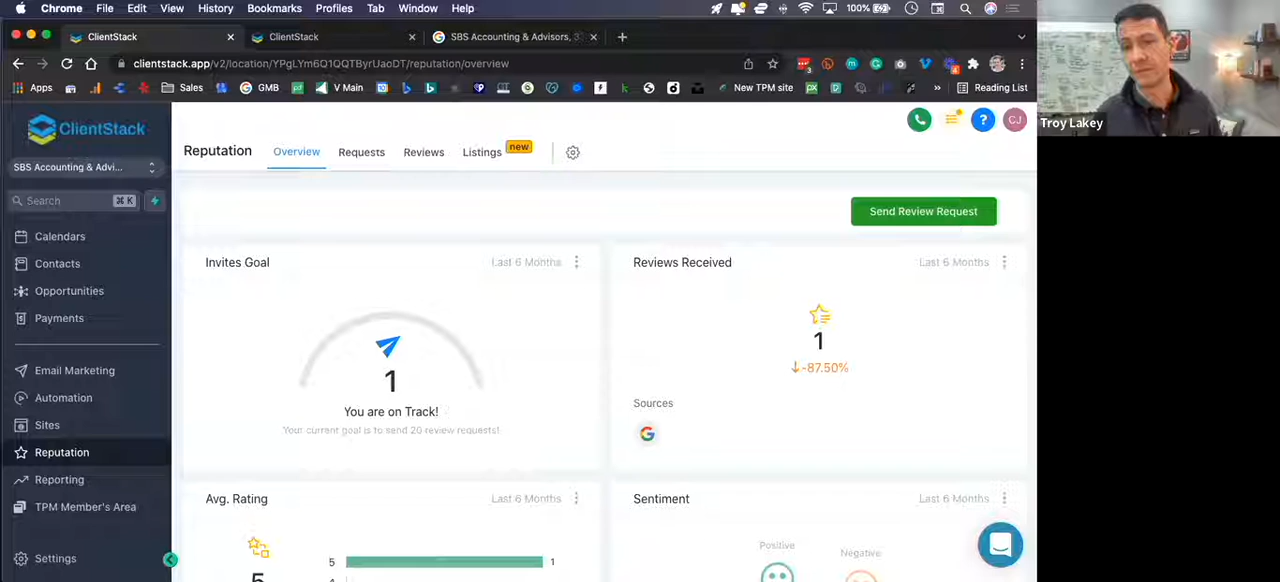 Chrome File Edit View History Bookmarks Profiles Tab Window Help 100%
ClientStack ClientStack SBS Accounting & Advisors, 3
clientstack.app/v2/location/YPgLYm6Q1QQTByrUaoDT/reputation/overview
Apps Sales GMB V Main New TPM site Reading List
Troy Lakey
ClientStack
CJ
SBS Accounting & Advi...
Reputation Overview Requests Reviews Listings new
Search ⌘ K
Send Review Request
Calendars
Contacts
Opportunities
Payments
Email Marketing
Automation
Sites
Reputation
Reporting
TPM Member's Area
Settings
Invites Goal Last 6 Months
1
You are on Track!
Your current goal is to send 20 review requests!
Reviews Received Last 6 Months
1
↓-87.50%
Sources
Avg. Rating Last 6 Months
5
5 1
4
Sentiment Last 6 Months
Positive Negative